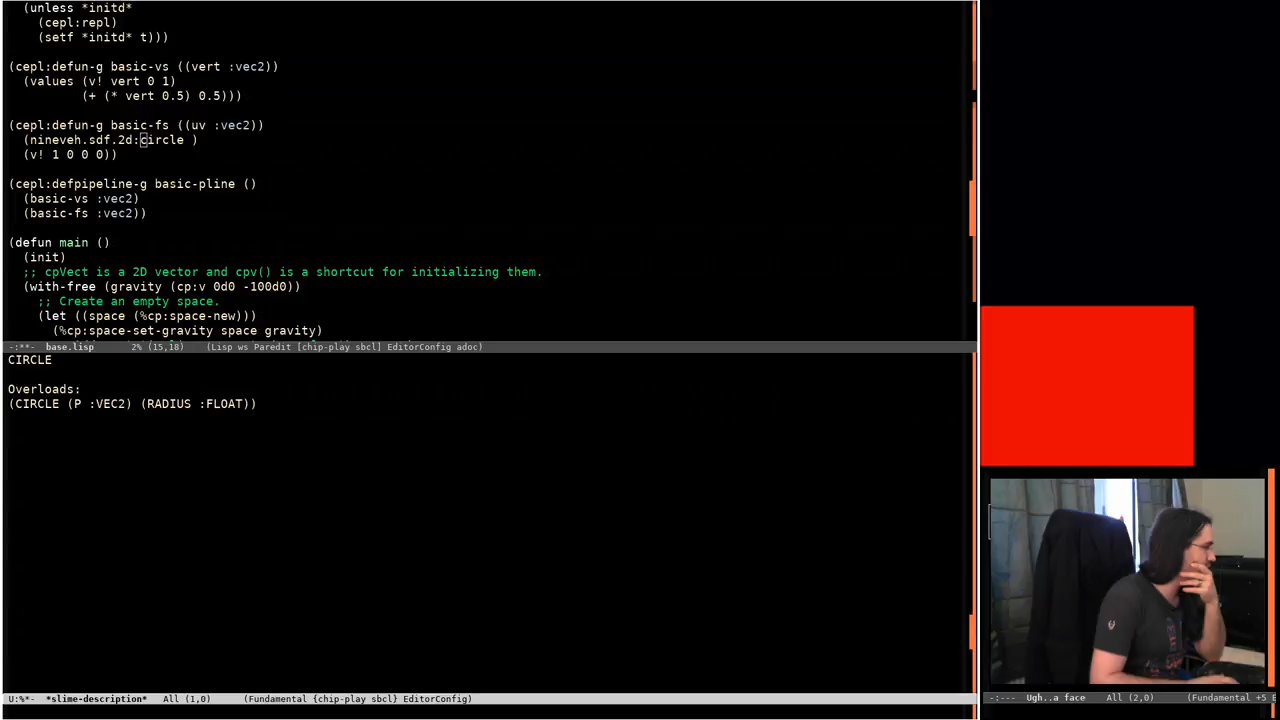 (unless *initd*
(cepl:repl)
(setf *initd* t)))
(cepl:defun-g basic-vs ((vert :vec2))
(values (v! vert 0 1)
(+ (* vert 0.5) 0.5)))
(cepl:defun-g basic-fs ((uv :vec2))
(nineveh.sdf.2d:circle )
(v! 1 0 0 0))
(cepl:defpipeline-g basic-pline ()
(basic-vs :vec2)
(basic-fs :vec2))
(defun main ()
(init)
;; cpVect is a 2D vector and cpv() is a shortcut for initializing them.
(with-free (gravity (cp:v 0d0 -100d0))
;; Create an empty space.
(let ((space (%cp:space-new)))
(%cp:space-set-gravity space gravity)
-:**- base.lisp 2% (15,18) (Lisp ws Paredit [chip-play sbcl] EditorConfig adoc)
CIRCLE
Overloads:
(CIRCLE (P :VEC2) (RADIUS :FLOAT))
U:%*- *slime-description* All (1,0) (Fundamental {chip-play sbcl} EditorConfig)
-:--- Ugh..a face All (2,0) (Fundamental +5 E